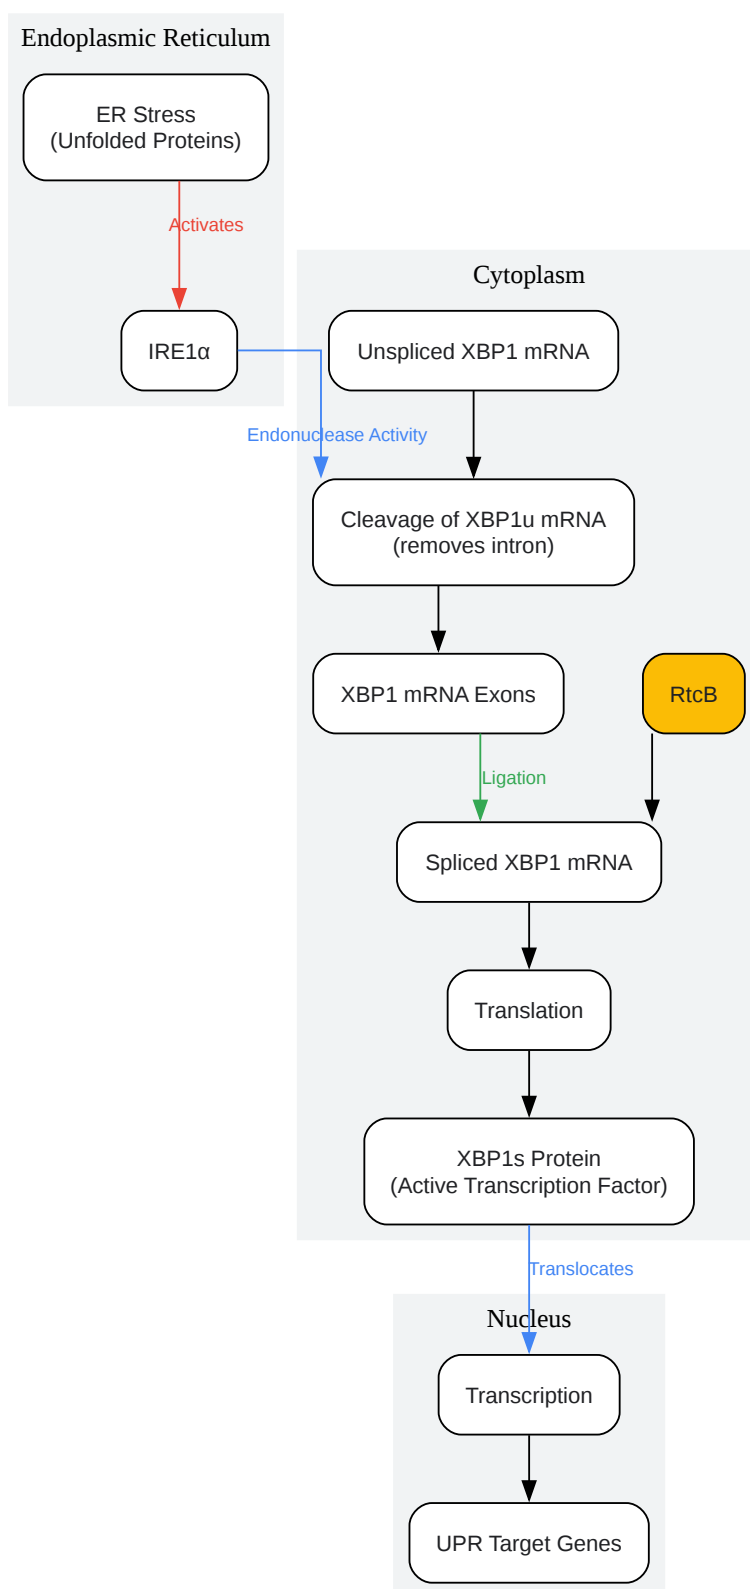 Endoplasmic Reticulum
ER Stress
(Unfolded Proteins)
Activates
IRE1α
Cytoplasm
Unspliced XBP1 mRNA
Endonuclease Activity
Cleavage of XBP1u mRNA
(removes intron)
XBP1 mRNA Exons
RtcB
Ligation
Spliced XBP1 mRNA
Translation
XBP1s Protein
(Active Transcription Factor)
Translocates
Nucleus
Transcription
UPR Target Genes